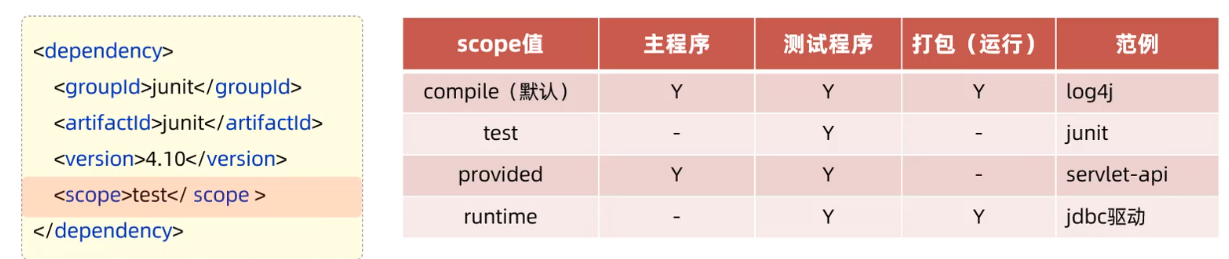 <dependency>
<groupId>junit</groupId>
<artifactId>junit</artifactId>
<version>4.10</version>
<scope>test</ scope >
</dependency>
scope值 主程序 测试程序 打包（运行） 范例
compile（默认） Y Y Y log4j
test - Y - junit
provided Y Y - servlet-api
runtime - Y Y jdbc驱动